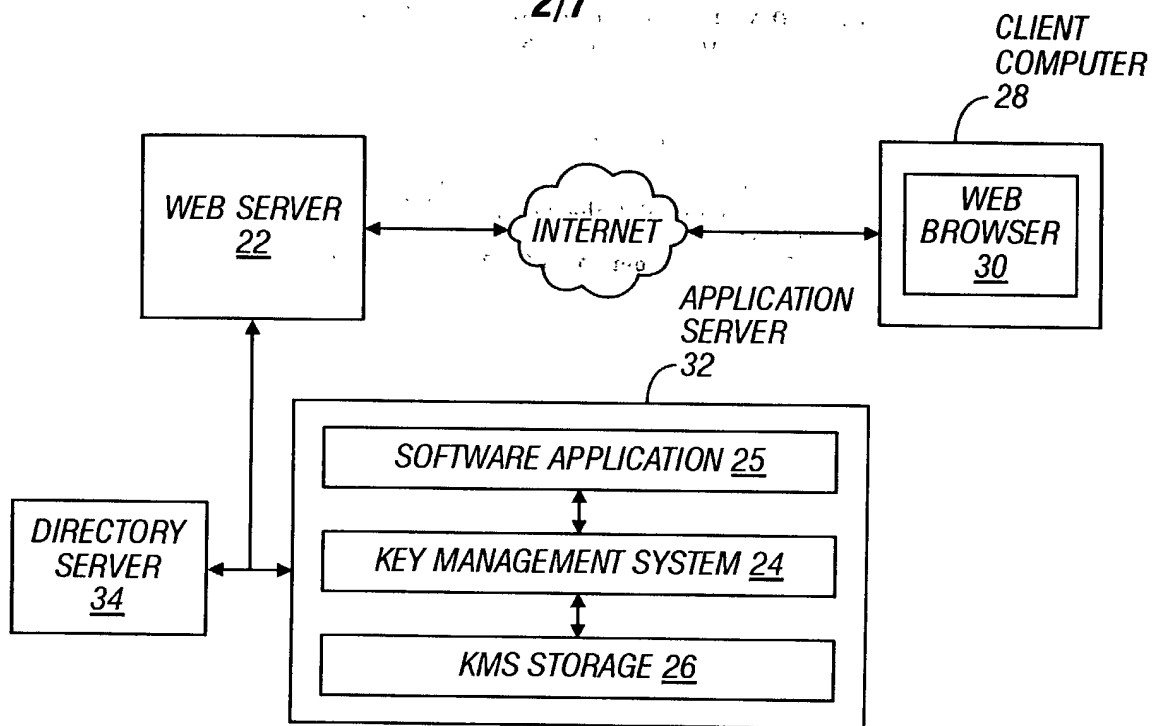 2/7
CLIENT
COMPUTER
28
WEB SERVER
22
INTERNET
WEB
BROWSER
30
APPLICATION
SERVER
32
SOFTWARE APPLICATION 25
DIRECTORY
SERVER
34
KEY MANAGEMENT SYSTEM 24
KMS STORAGE 26